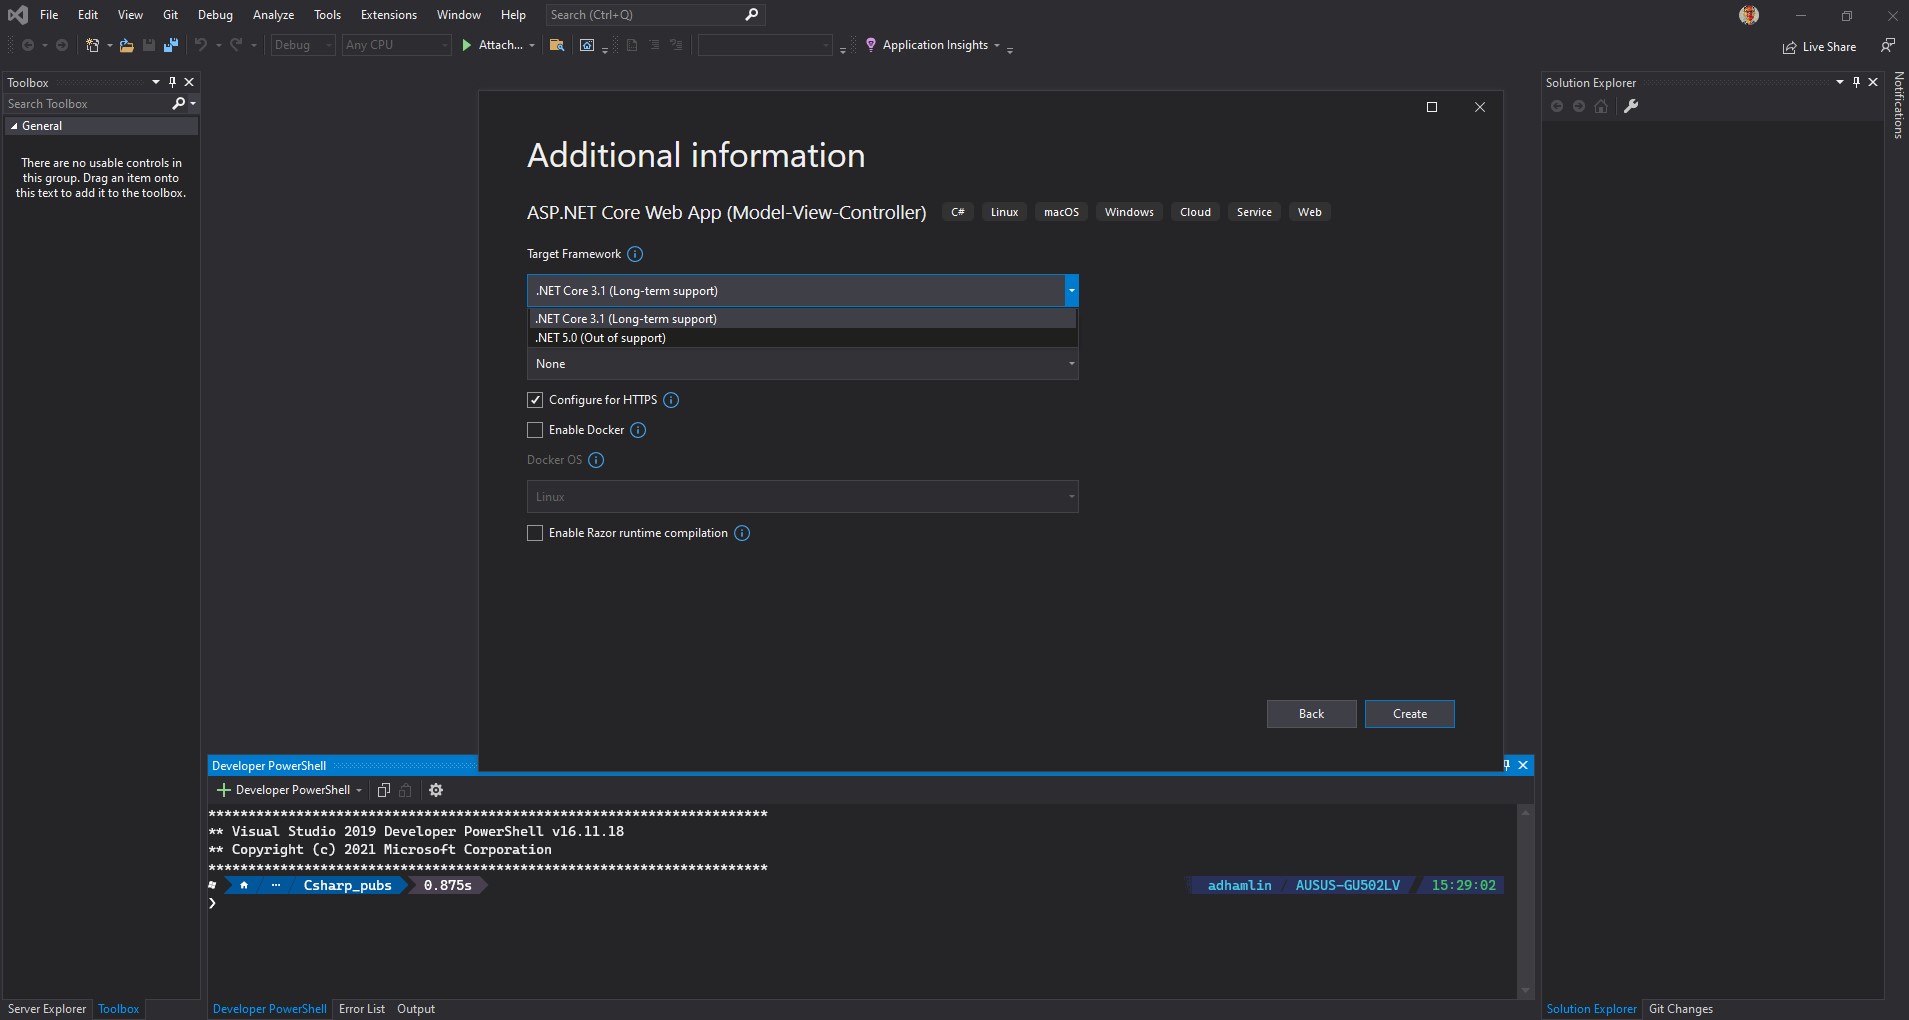 File Edit View Git Debug Analyze Tools Extensions Window Help Search (Ctrl+Q)
Debug Any CPU Attach... Application Insights Live Share
Toolbox
Search Toolbox
General
There are no usable controls in
this group. Drag an item onto
this text to add it to the toolbox.
Additional information
ASP.NET Core Web App (Model-View-Controller) C# Linux macOS Windows Cloud Service Web
Target Framework
.NET Core 3.1 (Long-term support)
.NET Core 3.1 (Long-term support)
.NET 5.0 (Out of support)
None
Configure for HTTPS
Enable Docker
Docker OS
Linux
Enable Razor runtime compilation
Back Create
Solution Explorer
Notifications
Developer PowerShell
Developer PowerShell
**********************************************************************
** Visual Studio 2019 Developer PowerShell v16.11.18
** Copyright (c) 2021 Microsoft Corporation
**********************************************************************
Csharp_pubs 0.875s adhamlin AUSUS-GU502LV 15:29:02
❯
Server Explorer Toolbox Developer PowerShell Error List Output Solution Explorer Git Changes